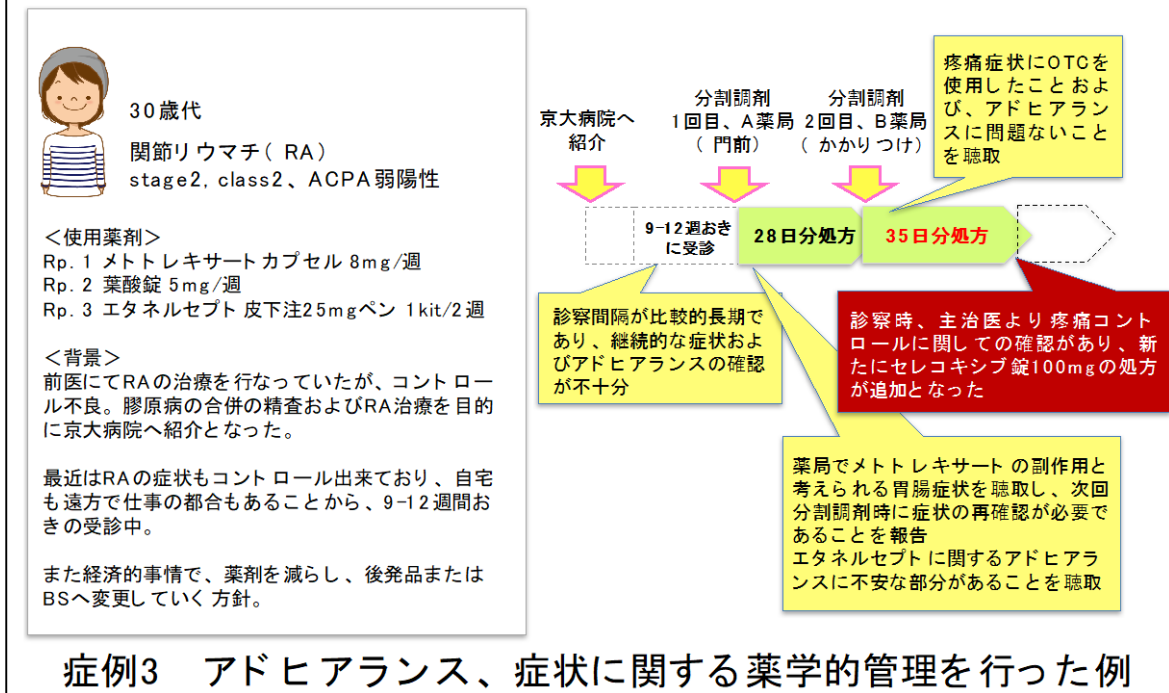 30歳代
関節リウマチ(RA)
stage2, class2、ACPA弱陽性
<使用薬剤>
Rp. 1 メトトレキサートカプセル 8mg/週
Rp. 2 葉酸錠 5mg/週
Rp. 3 エタネルセプト 皮下注25mgペン 1kit/2週
<背景>
前医にてRAの治療を行なっていたが、コントロー
ル不良。膠原病の合併の精査およびRA治療を目的
に京大病院へ紹介となった。
最近はRAの症状もコントロール出来ており、自宅
も遠方で仕事の都合もあることから、9-12週間お
きの受診中。
また経済的事情で、薬剤を減らし、後発品または
BSへ変更していく方針。
京大病院へ
紹介
分割調剤
1回目、A薬局
(門前)
分割調剤
2回目、B薬局
(かかりつけ)
疼痛症状にOTCを
使用したことおよ
び、アドヒアラン
スに問題ないこと
を聴取
9-12週おき
に受診
28日分処方
35日分処方
診察間隔が比較的長期で
あり、継続的な症状およ
びアドヒアランスの確認
が不十分
診察時、主治医より疼痛コント
ロールに関しての確認があり、新
たにセレコキシブ錠100mgの処方
が追加となった
薬局でメトトレキサートの副作用と
考えられる胃腸症状を聴取し、次回
分割調剤時に症状の再確認が必要で
あることを報告
エタネルセプトに関するアドヒアラ
ンスに不安な部分があることを聴取
症例3 アドヒアランス、症状に関する薬学的管理を行った例